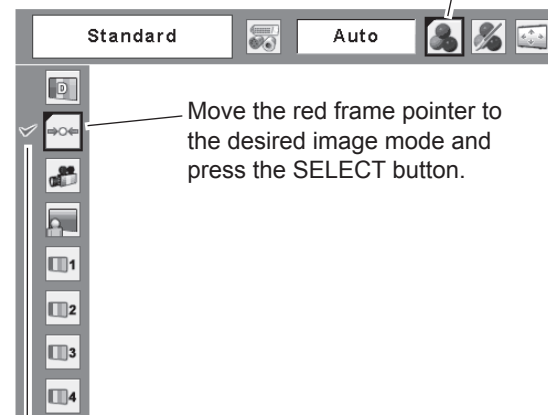 Standard
Auto
D
Move the red frame pointer to
the desired image mode and
press the SELECT button.
1
2
3
4